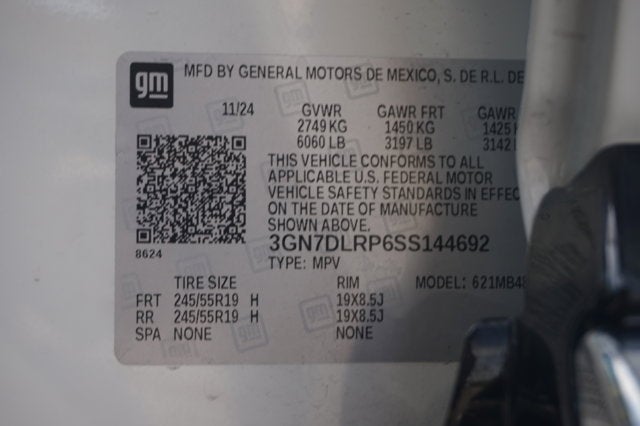 gm
MFD BY GENERAL MOTORS DE MEXICO, S. DE R.L. DE
11/24 GVWR GAWR FRT GAWR
2749 KG 1450 KG 1425
6060 LB 3197 LB 3142
THIS VEHICLE CONFORMS TO ALL
APPLICABLE U.S. FEDERAL MOTOR
VEHICLE SAFETY STANDARDS IN EFFEC
ON THE DATE OF MANUFACTURE
SHOWN ABOVE.
3GN7DLRP6SS144692
8624
TYPE: MPV
TIRE SIZE RIM MODEL: 621MB48
FRT 245/55R19 H 19X8.5J
RR 245/55R19 H 19X8.5J
SPA NONE NONE